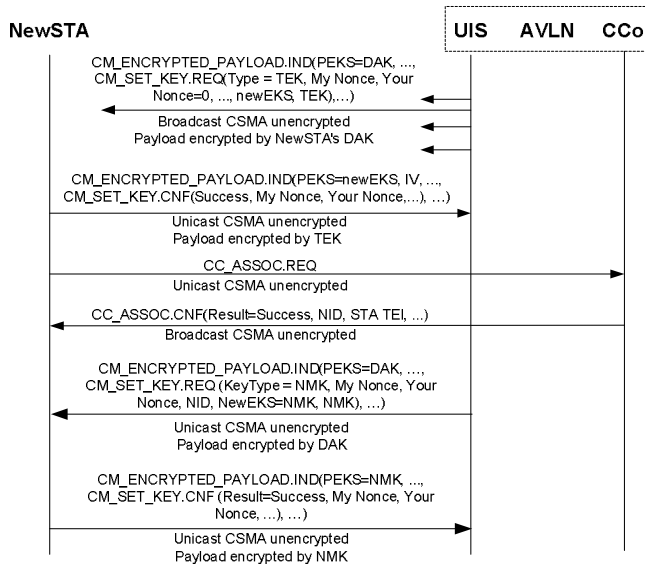 NewSTA
UIS AVLN CCo
CM_ENCRYPTED_PAYLOAD.IND(PEKS=DAK, ...,
CM_SET_KEY.REQ(Type = TEK, My Nonce, Your
Nonce=0, ..., newEKS, TEK),...)
Broadcast CSMA unencrypted
Payload encrypted by NewSTA's DAK
CM_ENCRYPTED_PAYLOAD.IND(PEKS=newEKS, IV, ...,
CM_SET_KEY.CNF(Success, My Nonce, Your Nonce,...), ...)
Unicast CSMA unencrypted
Payload encrypted by TEK
CC_ASSOC.REQ
Unicast CSMA unencrypted
CC_ASSOC.CNF(Result=Success, NID, STA TEI, ...)
Broadcast CSMA unencrypted
CM_ENCRYPTED_PAYLOAD.IND(PEKS=DAK, ...,
CM_SET_KEY.REQ (KeyType = NMK, My Nonce, Your
Nonce, NID, NewEKS=NMK, NMK), ...)
Unicast CSMA unencrypted
Payload encrypted by DAK
CM_ENCRYPTED_PAYLOAD.IND(PEKS=NMK, ...,
CM_SET_KEY.CNF (Result=Success, My Nonce, Your
Nonce, ...), ...)
Unicast CSMA unencrypted
Payload encrypted by NMK